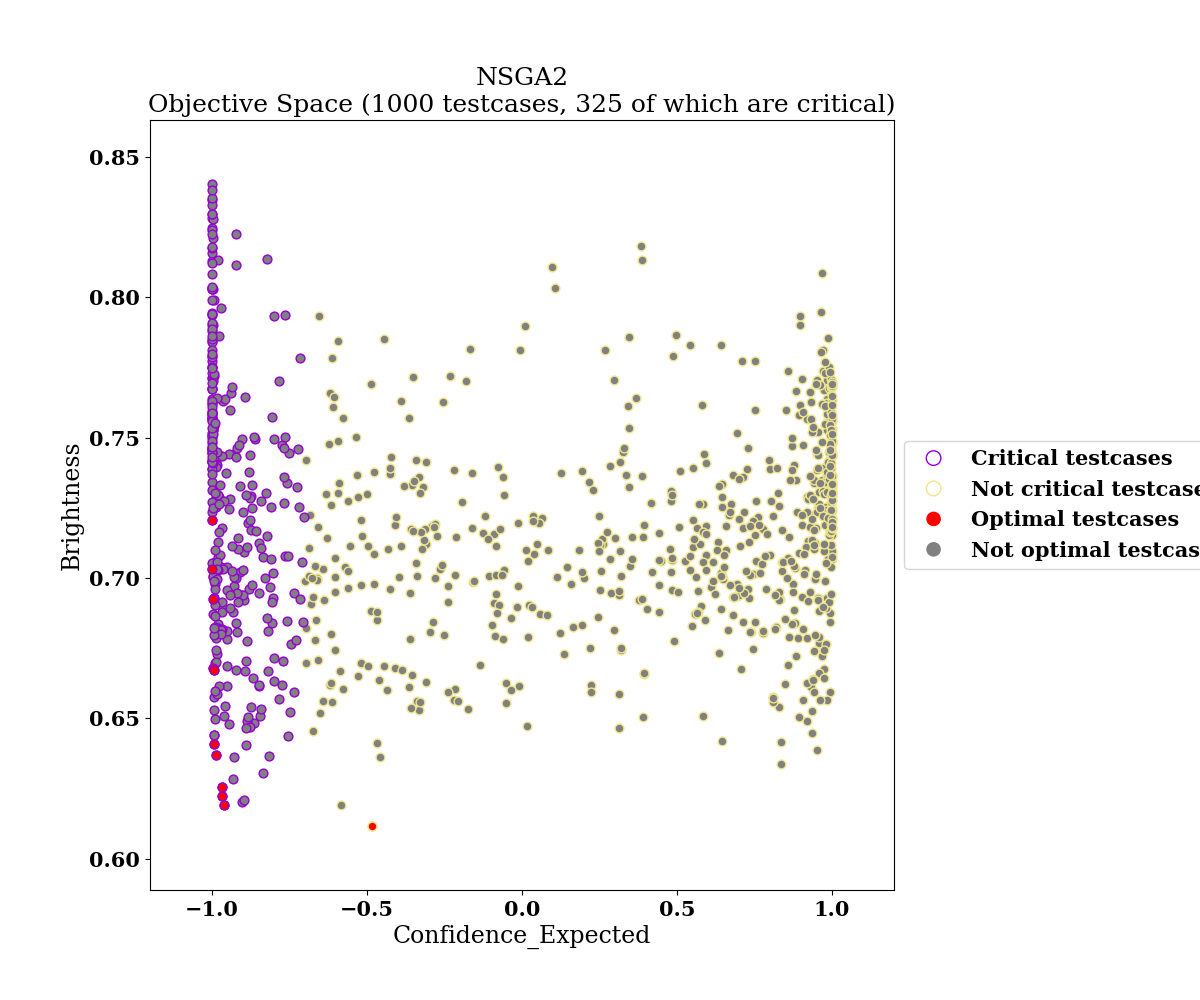 NSGA2
Objective Space (1000 testcases, 325 of which are critical)
0.85
0.80
0.75
0.70
0.65
0.60
Brightness
−1.0
−0.5
0.0
0.5
1.0
Confidence_Expected
Critical testcases
Not critical testcase
Optimal testcases
Not optimal testcas